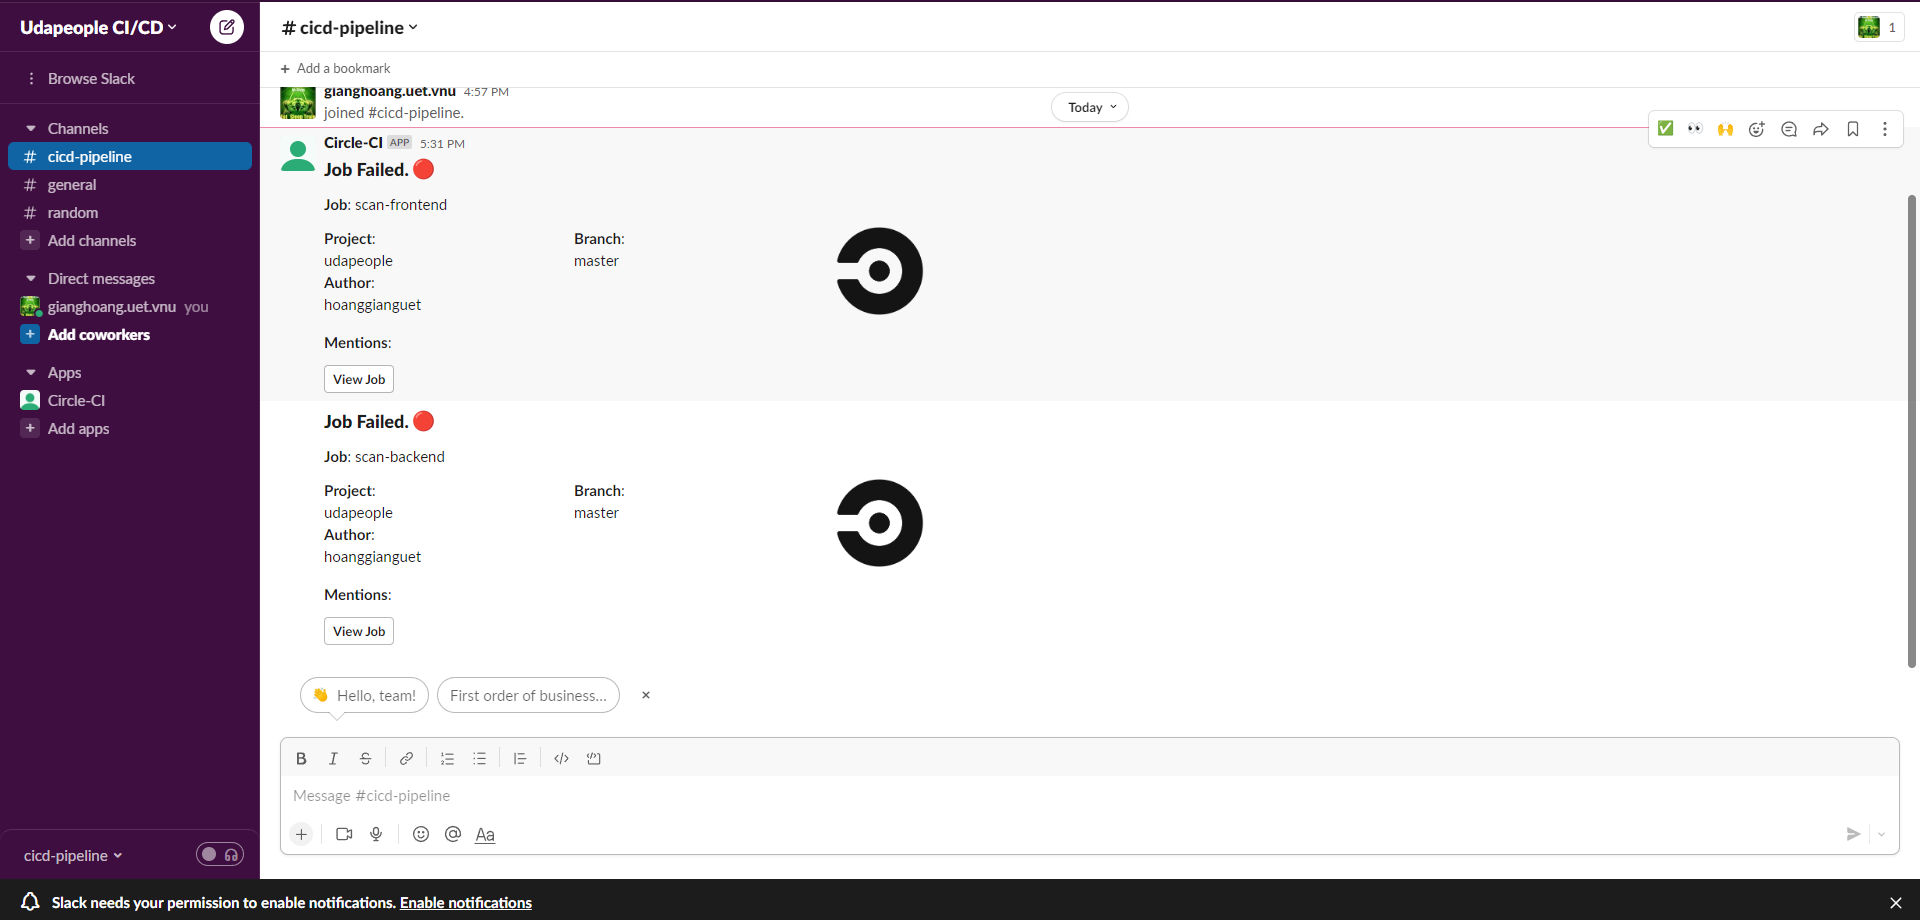 Udapeople CI/CD
Browse Slack
Channels
# cicd-pipeline
# general
# random
+ Add channels
Direct messages
gianghoang.uet.vnu you
+ Add coworkers
Apps
Circle-CI
+ Add apps
cicd-pipeline
# cicd-pipeline
1
+ Add a bookmark
gianghoang.uet.vnu 4:57 PM
joined #cicd-pipeline.
Today
Circle-CI APP 5:31 PM
Job Failed.
Job: scan-frontend
Project: Branch:
udapeople master
Author:
hoanggianguet
Mentions:
View Job
Job Failed.
Job: scan-backend
Project: Branch:
udapeople master
Author:
hoanggianguet
Mentions:
View Job
Hello, team! First order of business...
B I S
Message #cicd-pipeline
Aa
Slack needs your permission to enable notifications. Enable notifications